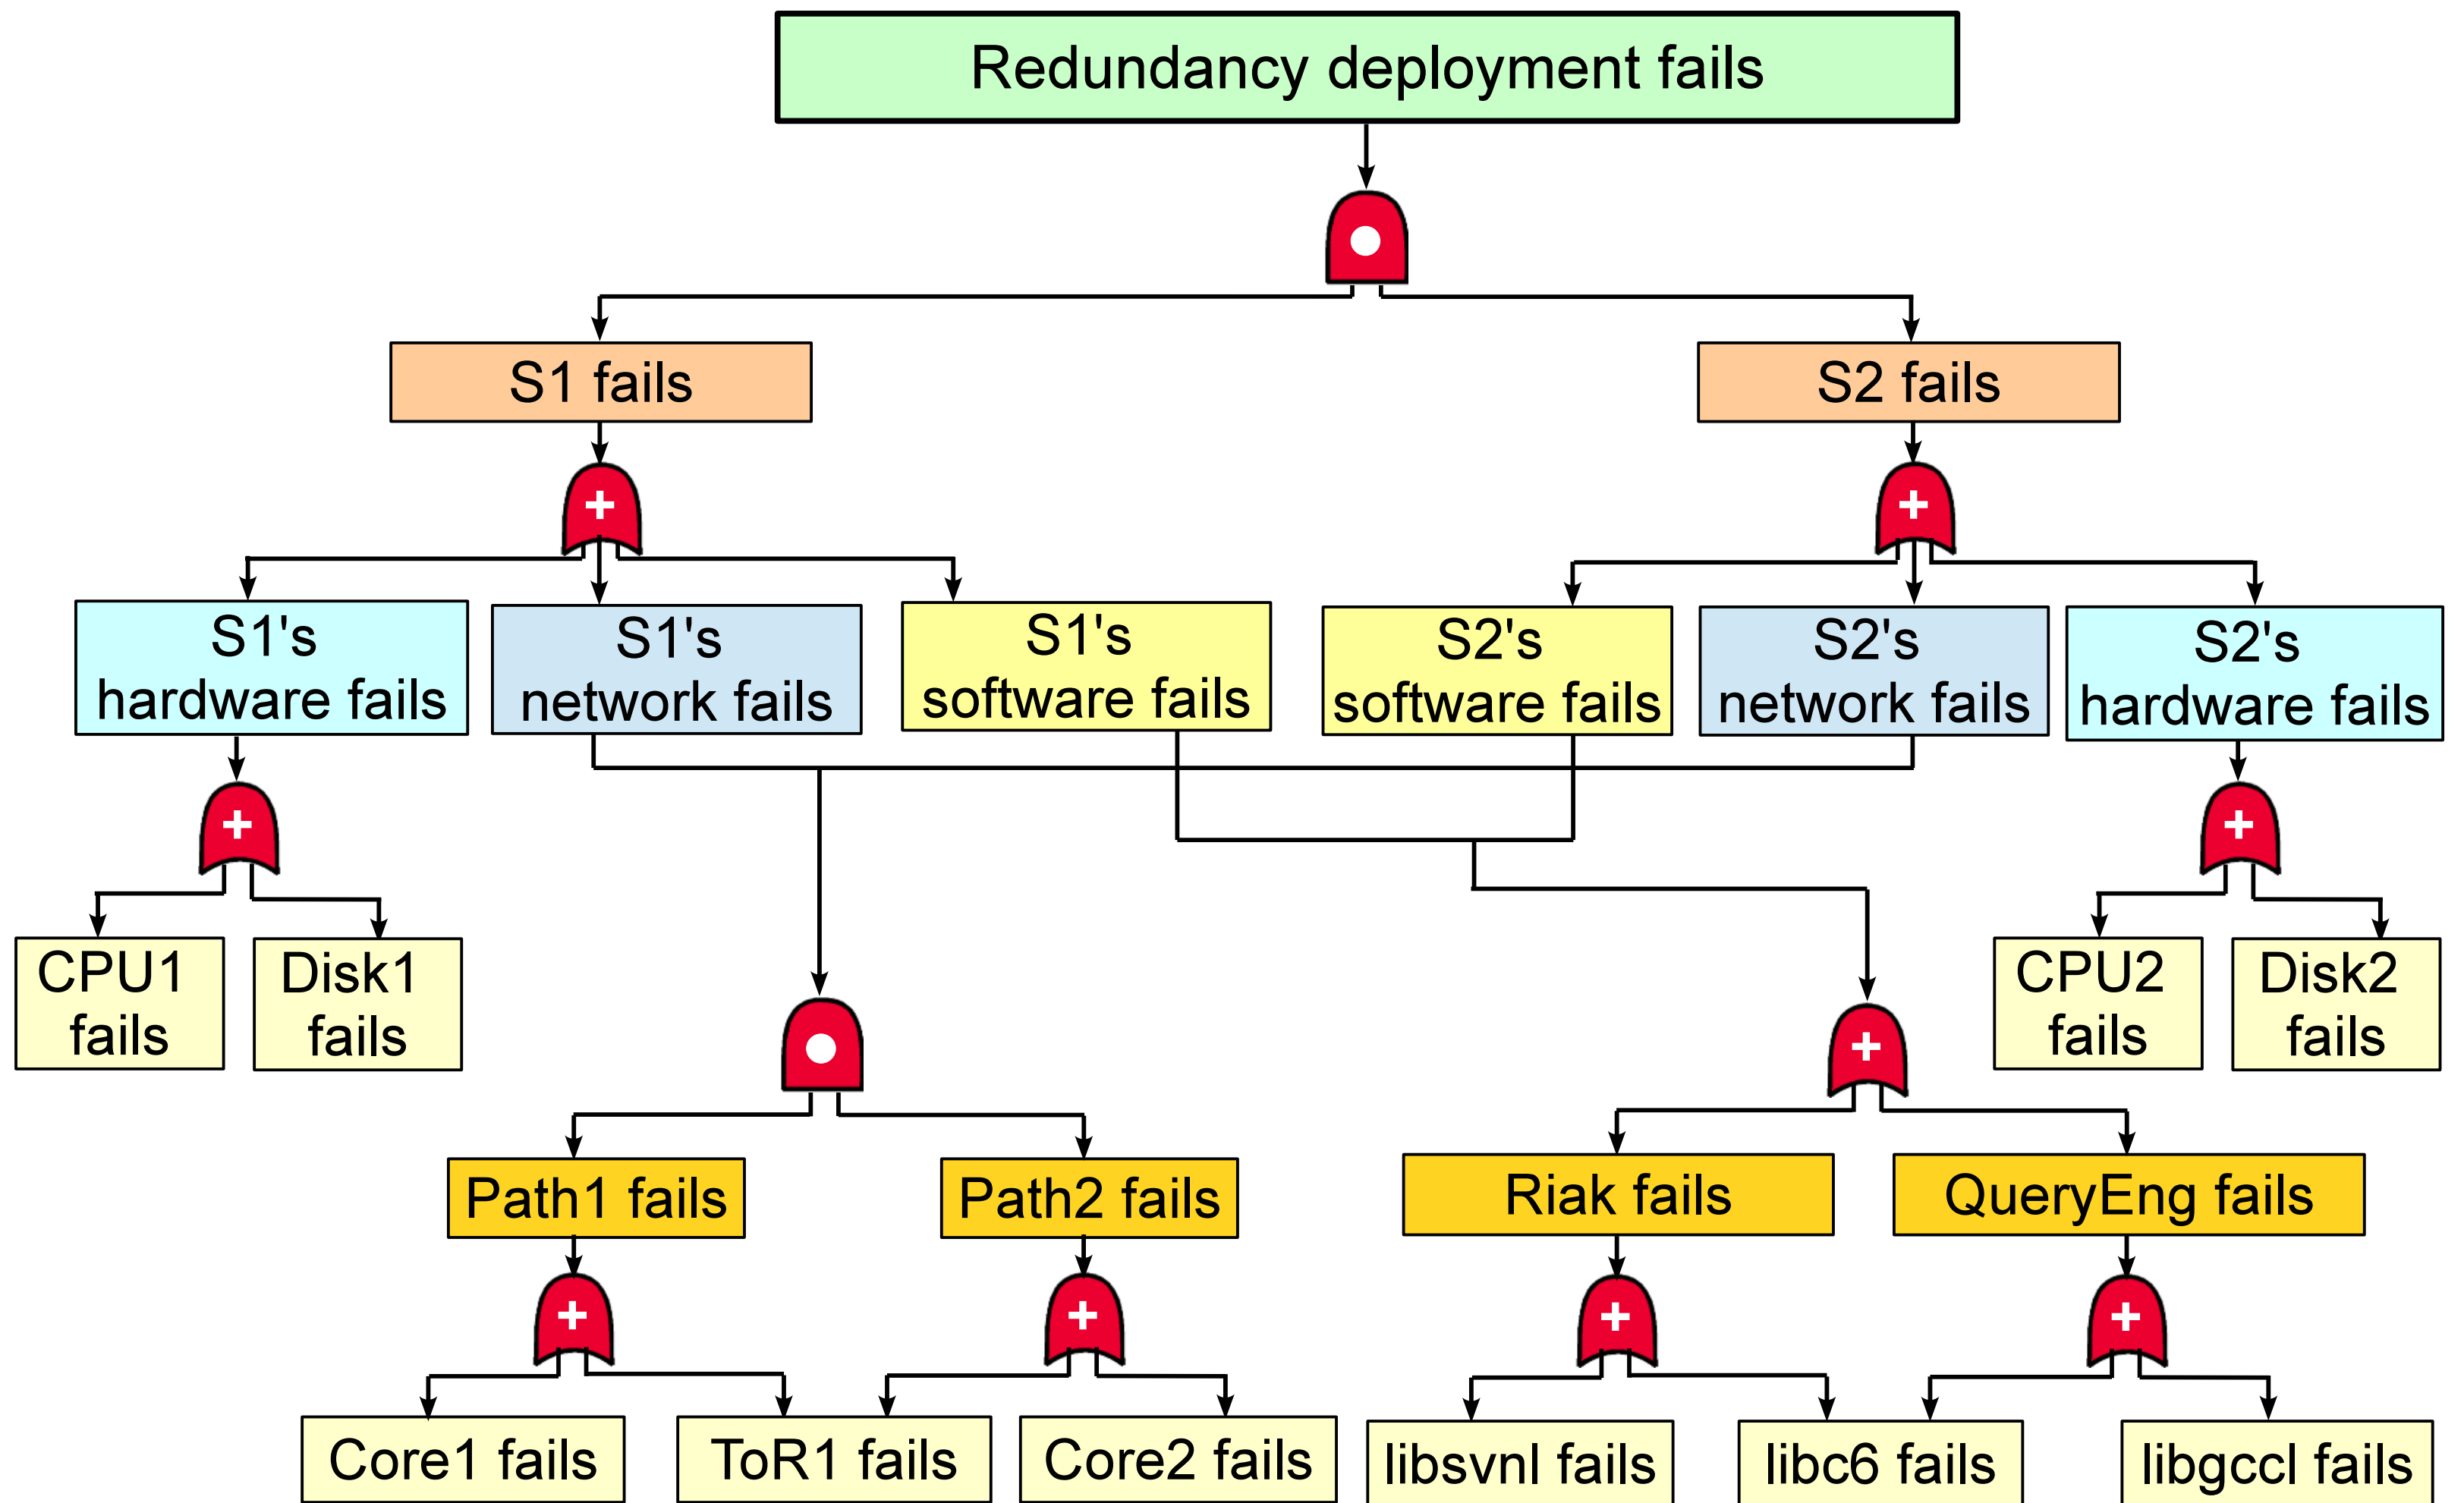 Redundancy deployment fails
S1 fails
S2 fails
S1's
hardware fails
S1's
network fails
S1's
software fails
S2's
software fails
S2's
network fails
S2's
hardware fails
CPU1
fails
Disk1
fails
CPU2
fails
Disk2
fails
Path1 fails
Path2 fails
Riak fails
QueryEng fails
Core1 fails
ToR1 fails
Core2 fails
libsvnl fails
libc6 fails
libgccl fails